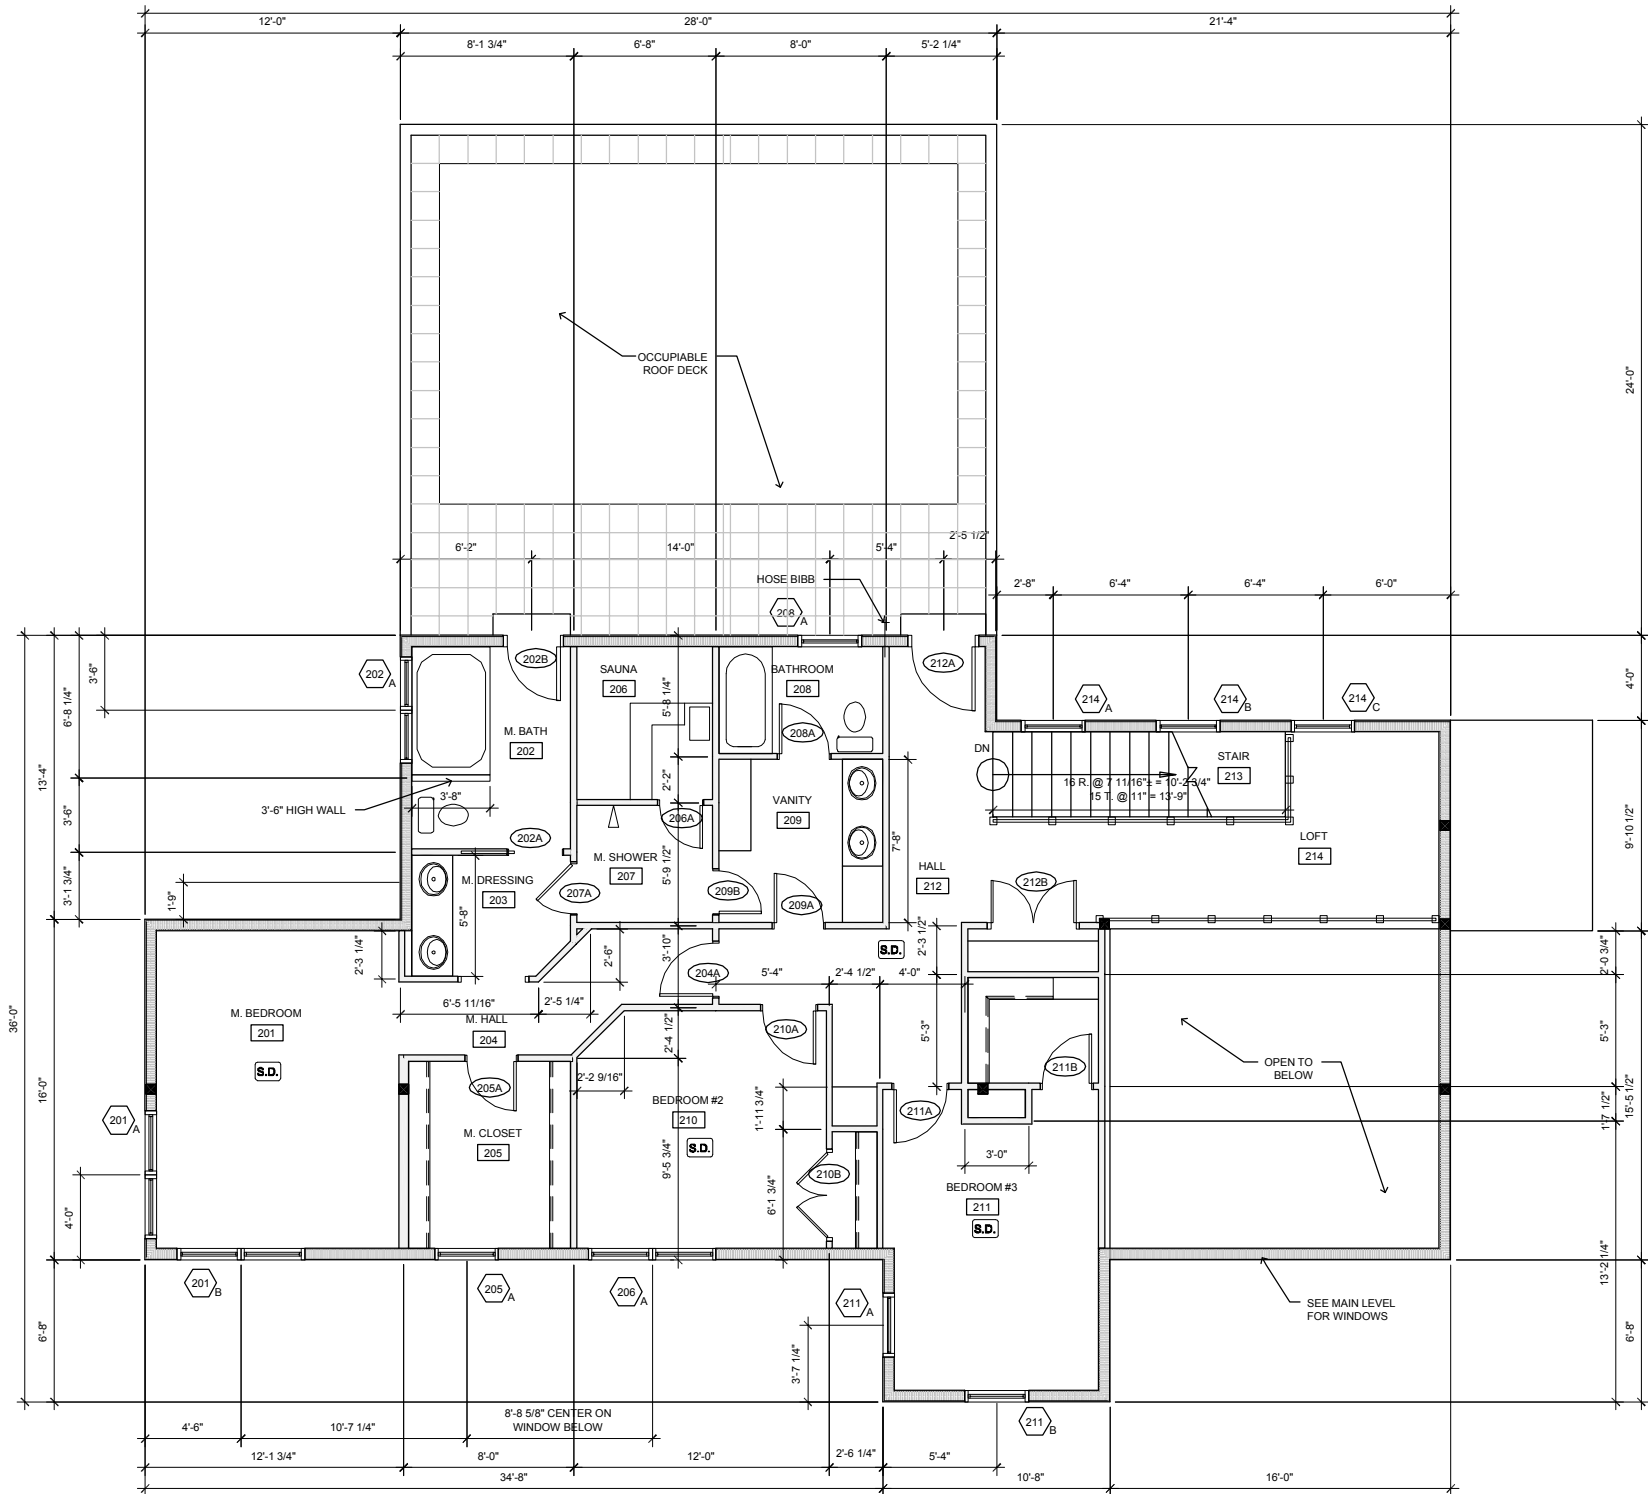 12'-0"
28'-0"
21'-4"
8'-1 3/4"
6'-8"
8'-0"
5'-2 1/4"
OCCUPIABLE
ROOF DECK
24'-0"
6'-2"
14'-0"
5'-4"
2'-5 1/2"
HOSE BIBB
208
A
2'-8"
6'-4"
6'-4"
6'-0"
202B
212A
202
A
3'-6"
6'-8 1/4"
SAUNA
206
5'-8 1/4"
BATHROOM
208
4'-0"
214
A
214
B
214
C
M. BATH
202
208A
DN
STAIR
213
16 R. @ 7 11/16"± = 10'-2 3/4"
15 T. @ 11" = 13'-9"
13'-4"
3'-6"
3'-6" HIGH WALL
3'-8"
2'-2"
VANITY
209
206A
202A
LOFT
214
9'-10 1/2"
7'-8"
M. SHOWER
207
5'-9 1/2"
HALL
212
212B
3'-1 3/4"
1'-9"
M. DRESSING
203
5'-8"
207A
209B
209A
2'-3 1/4"
2'-6"
3'-10"
S.D.
2'-3 1/2"
2'-0 3/4"
204A
5'-4"
2'-4 1/2"
4'-0"
6'-5 11/16"
2'-5 1/4"
M. BEDROOM
201
S.D.
M. HALL
204
2'-4 1/2"
210A
5'-3"
5'-3"
36'-0"
16'-0"
205A
2'-2 9/16"
BEDROOM #2
210
S.D.
1'-11 3/4"
211A
211B
OPEN TO
BELOW
1'-7 1/2"
15'-5 1/2"
201
A
M. CLOSET
205
9'-5 3/4"
3'-0"
210B
6'-1 3/4"
BEDROOM #3
211
S.D.
4'-0"
201
B
205
A
206
A
211
A
13'-2 1/4"
SEE MAIN LEVEL
FOR WINDOWS
6'-8"
6'-8"
3'-7 1/4"
211
B
4'-6"
10'-7 1/4"
8'-8 5/8" CENTER ON
WINDOW BELOW
12'-1 3/4"
8'-0"
12'-0"
2'-6 1/4"
5'-4"
34'-8"
10'-8"
16'-0"